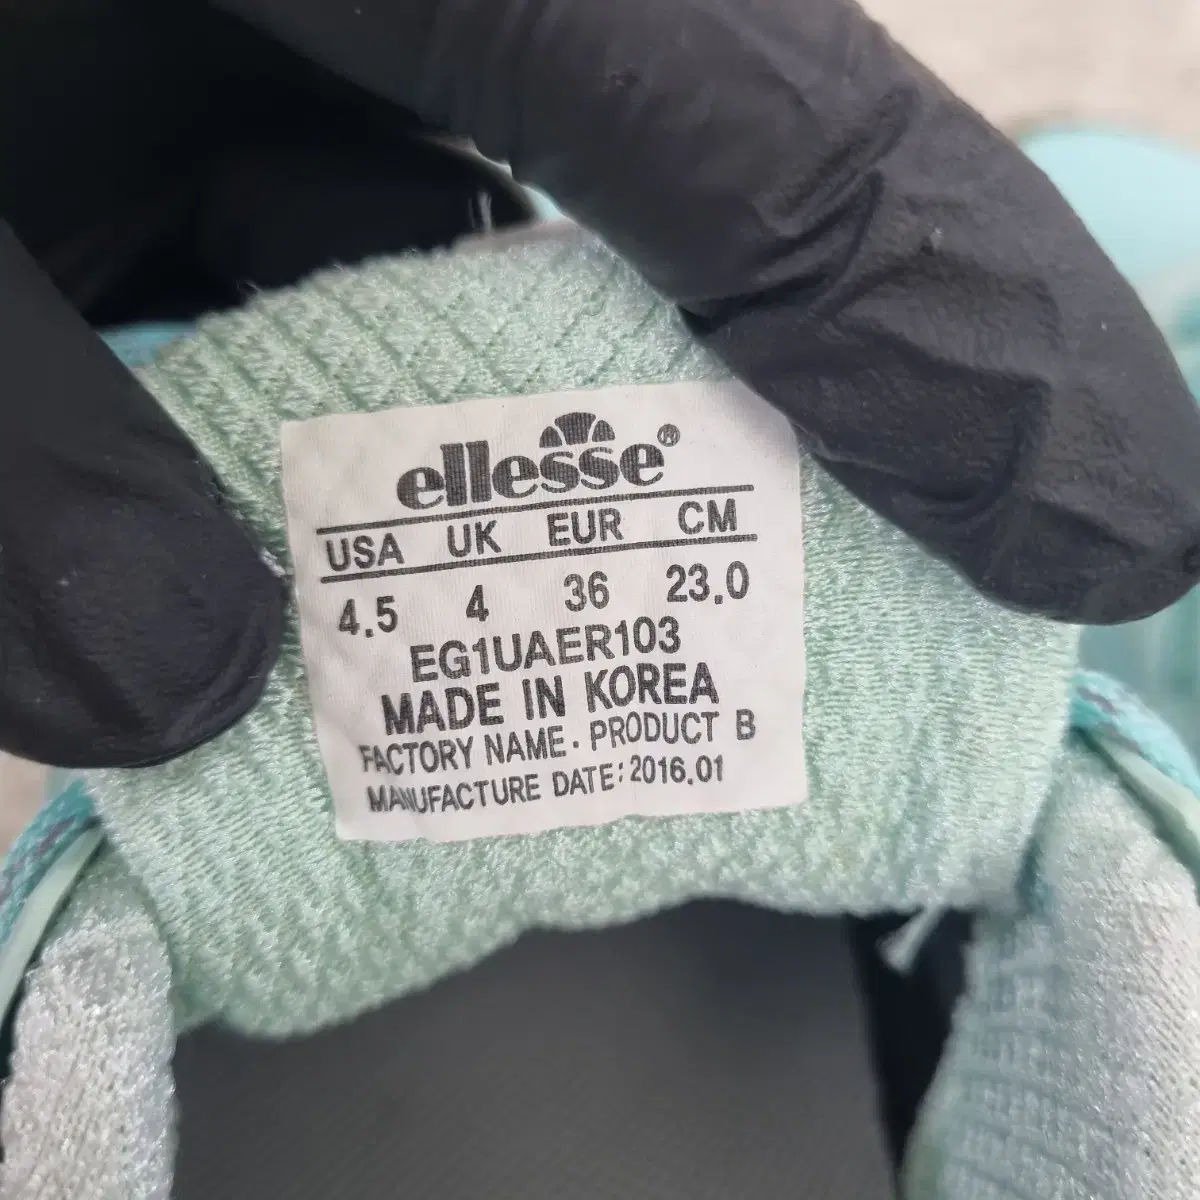 ellesse®
USA UK EUR CM
4.5 4 36 23.0
EG1UAER103
MADE IN KOREA
FACTORY NAME. PRODUCT B
MANUFACTURE DATE:2016.01